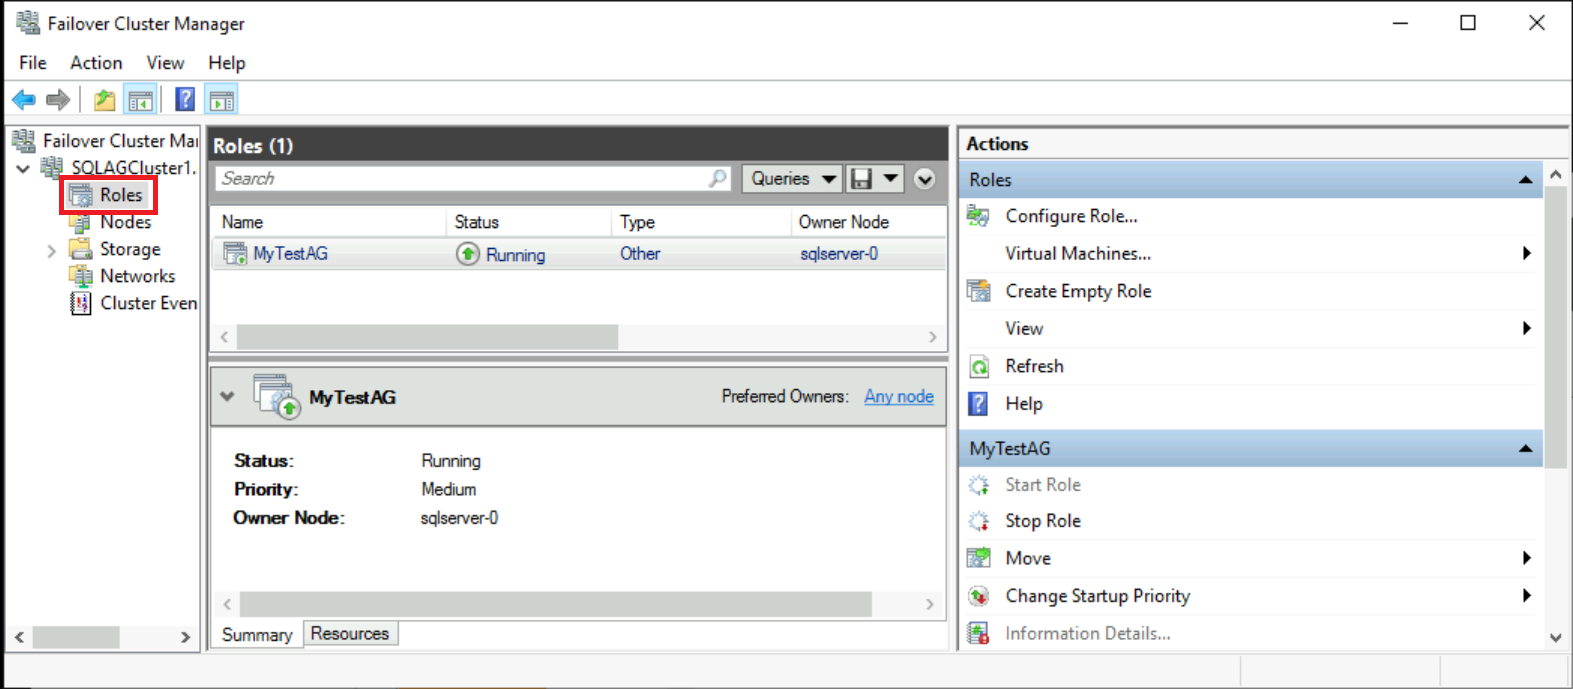 Failover Cluster Manager
File Action View Help
Failover Cluster Mar
SQLAGCluster1.
Roles
Nodes
Storage
Networks
Cluster Even
Roles (1)
Search
Queries
Name Status Type Owner Node
MyTestAG Running Other sqlserver-0
MyTestAG Preferred Owners: Any node
Status: Running
Priority: Medium
Owner Node: sqlserver-0
Summary Resources
Actions
Roles
Configure Role...
Virtual Machines...
Create Empty Role
View
Refresh
Help
MyTestAG
Start Role
Stop Role
Move
Change Startup Priority
Information Details...